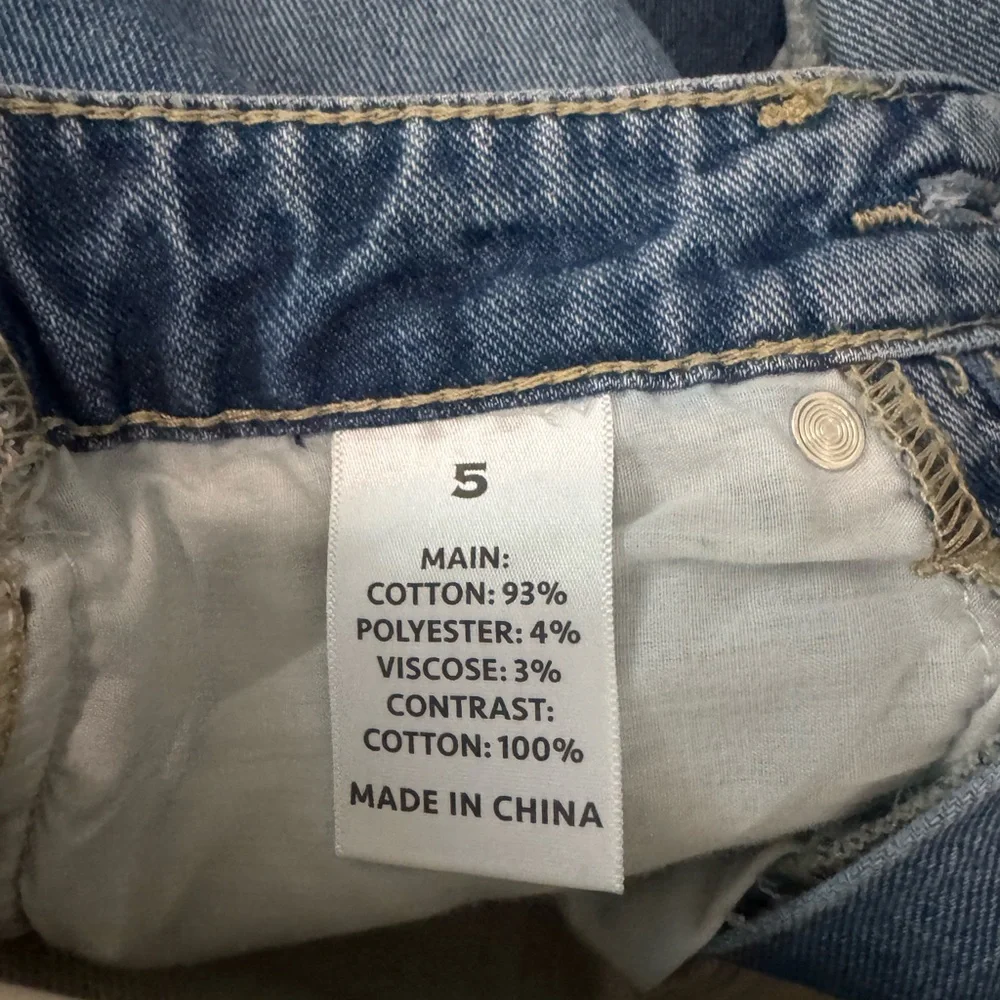 5
MAIN:
COTTON: 93%
POLYESTER: 4%
VISCOSE: 3%
CONTRAST:
COTTON: 100%
MADE IN CHINA